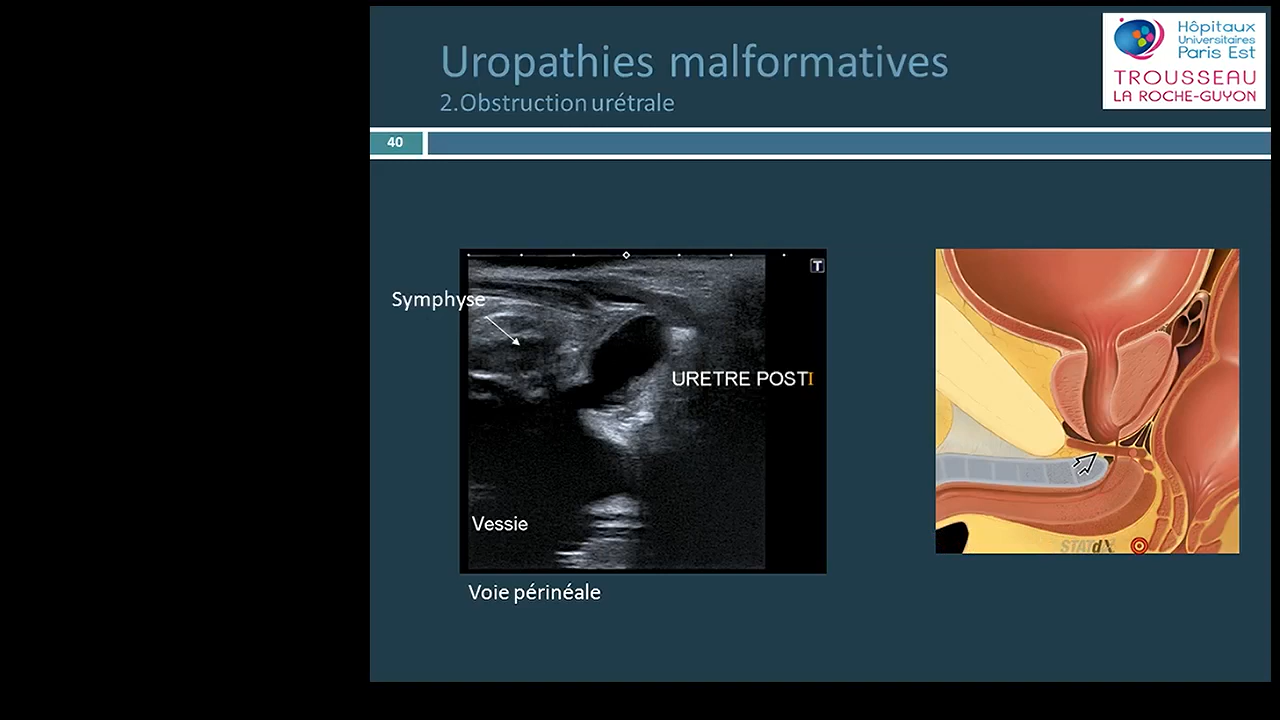 Uropathies malformatives
2.Obstruction urétrale
Hôpitaux
Universitaires
Paris Est
TROUSSEAU
LA ROCHE-GUYON
40
T
Symphyse
URETRE POSTI
Vessie
STATdX
Voie périnéale